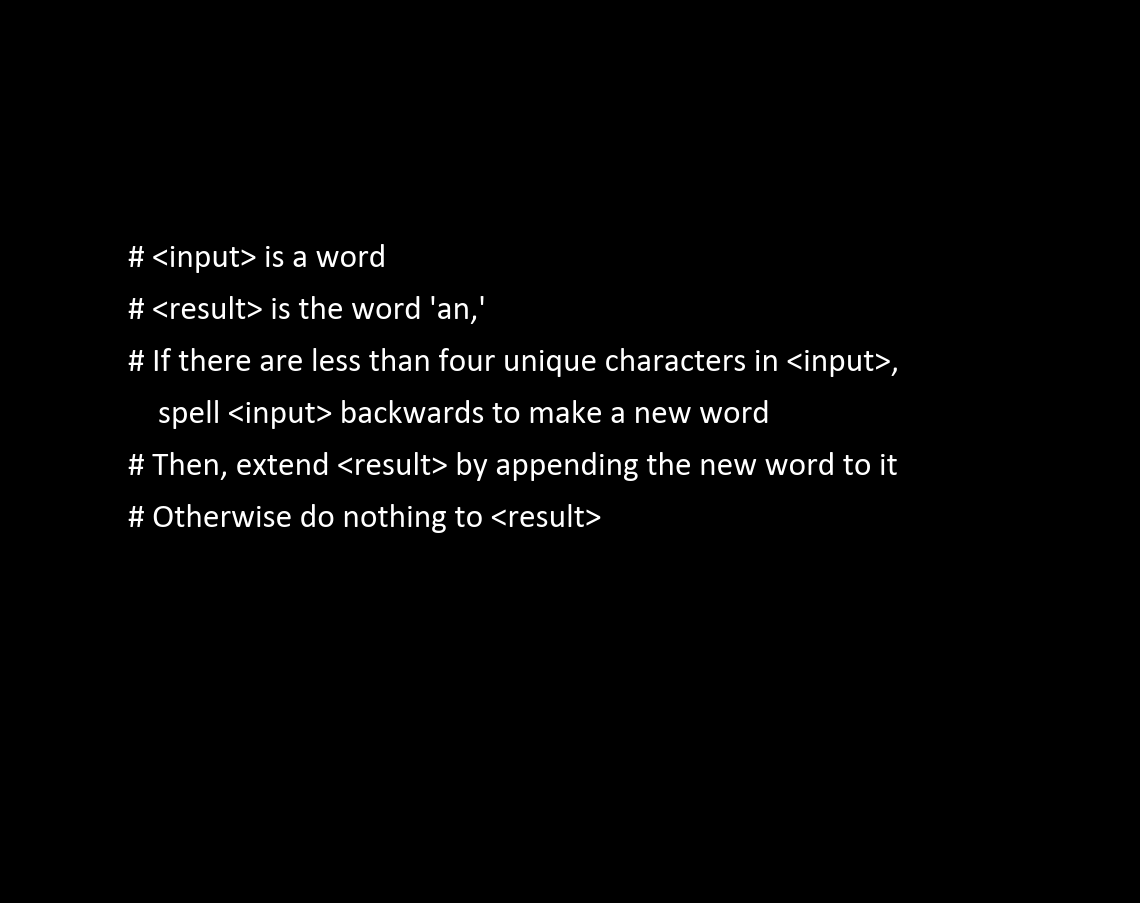 # <input> is a word
# <result> is the word 'an,'
# If there are less than four unique characters in <input>,
spell <input> backwards to make a new word
# Then, extend <result> by appending the new word to it
# Otherwise do nothing to <result>